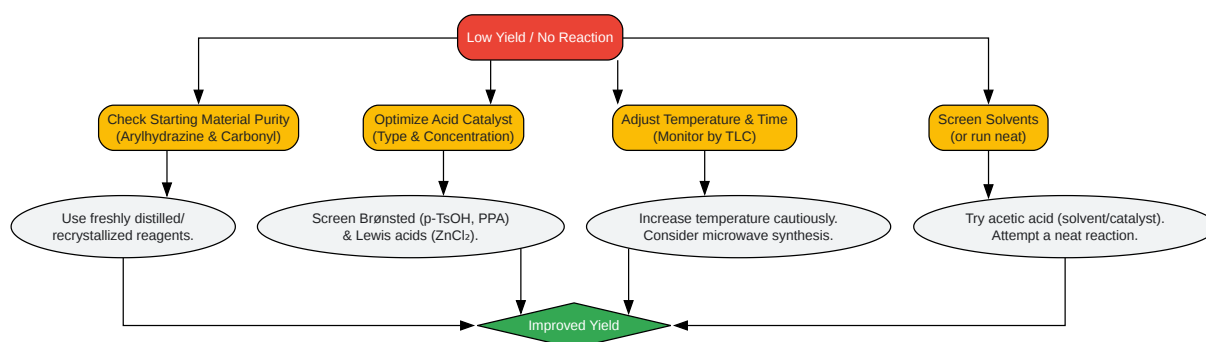 Low Yield / No Reaction
Check Starting Material Purity
(Arylhydrazine & Carbonyl)
Optimize Acid Catalyst
(Type & Concentration)
Adjust Temperature & Time
(Monitor by TLC)
Screen Solvents
(or run neat)
Use freshly distilled/
recrystallized reagents.
Screen Brønsted (p-TsOH, PPA)
& Lewis acids (ZnCl₂).
Increase temperature cautiously.
Consider microwave synthesis.
Try acetic acid (solvent/catalyst).
Attempt a neat reaction.
Improved Yield